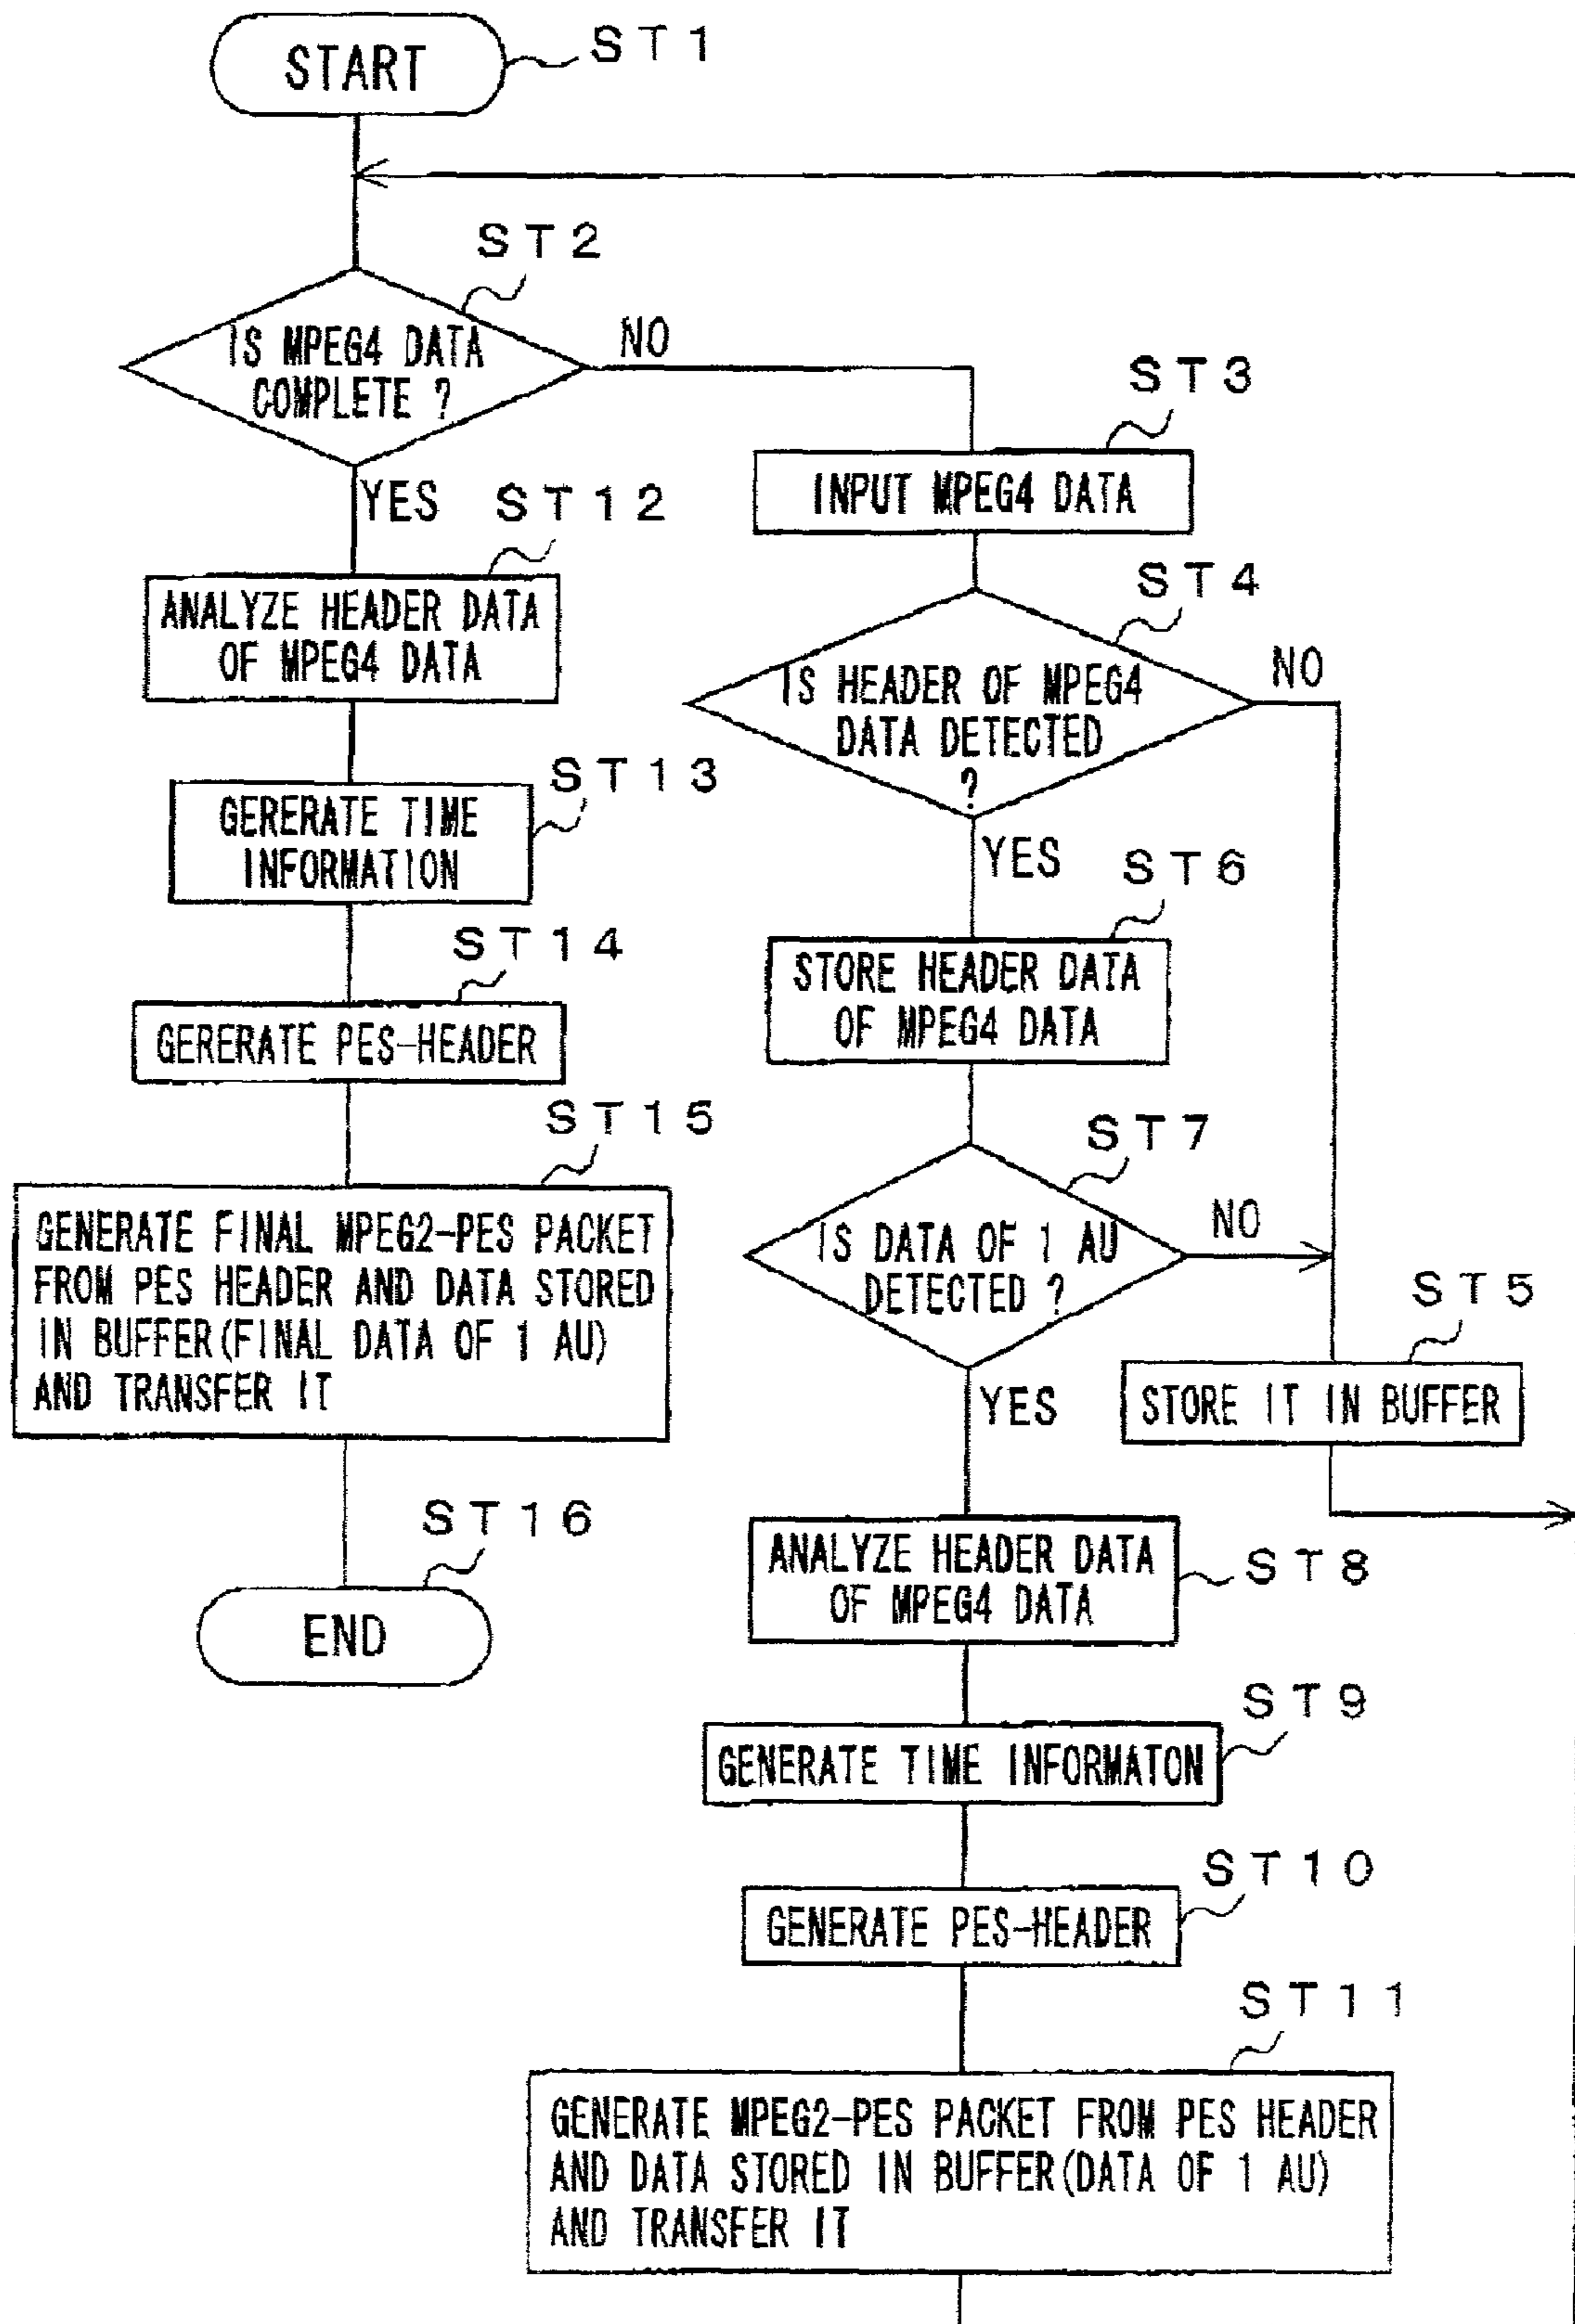 START
ST1
ST2
IS MPEG4 DATA
COMPLETE ?
NO
YES
ST3
INPUT MPEG4 DATA
ST12
ANALYZE HEADER DATA
OF MPEG4 DATA
ST4
IS HEADER OF MPEG4
DATA DETECTED
?
NO
YES
ST13
GERERATE TIME
INFORMATION
ST6
STORE HEADER DATA
OF MPEG4 DATA
ST14
GERERATE PES-HEADER
ST7
IS DATA OF 1 AU
DETECTED ?
NO
YES
ST15
GENERATE FINAL MPEG2-PES PACKET
FROM PES HEADER AND DATA STORED
IN BUFFER(FINAL DATA OF 1 AU)
AND TRANSFER IT
ST5
STORE IT IN BUFFER
ST16
END
ANALYZE HEADER DATA
OF MPEG4 DATA
ST8
ST9
GENERATE TIME INFORMATON
ST10
GENERATE PES-HEADER
ST11
GENERATE MPEG2-PES PACKET FROM PES HEADER
AND DATA STORED IN BUFFER(DATA OF 1 AU)
AND TRANSFER IT